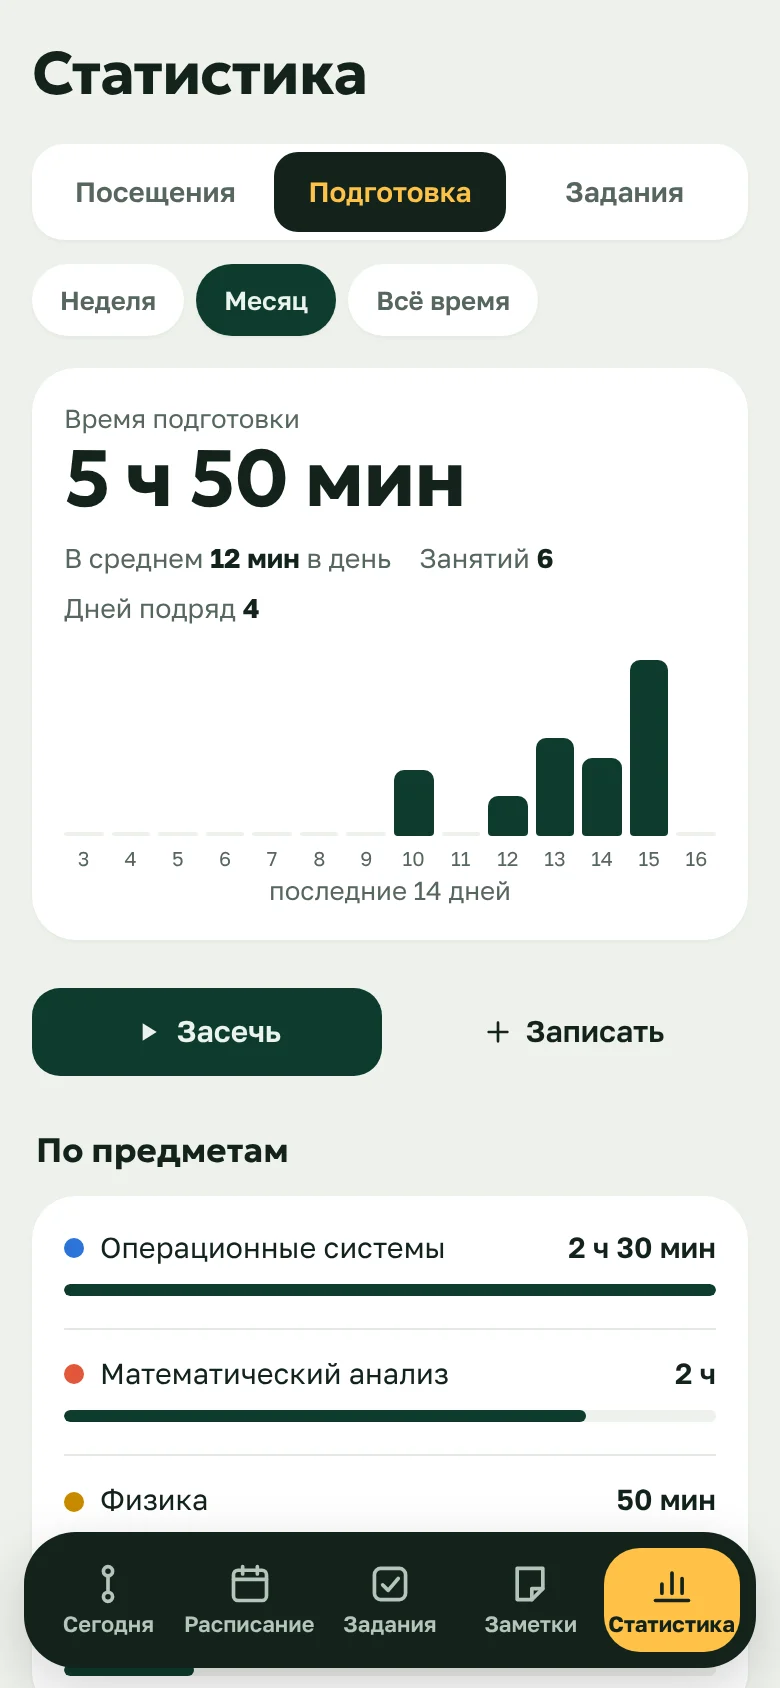 Статистика
Посещения Подготовка Задания
Неделя Месяц Всё время
Время подготовки
5 ч 50 мин
В среднем 12 мин в день Занятий 6
Дней подряд 4
3 4 5 6 7 8 9 10 11 12 13 14 15 16
последние 14 дней
Засечь + Записать
По предметам
Операционные системы 2 ч 30 мин
Математический анализ 2 ч
Физика 50 мин
Сегодня Расписание Задания Заметки Статистика